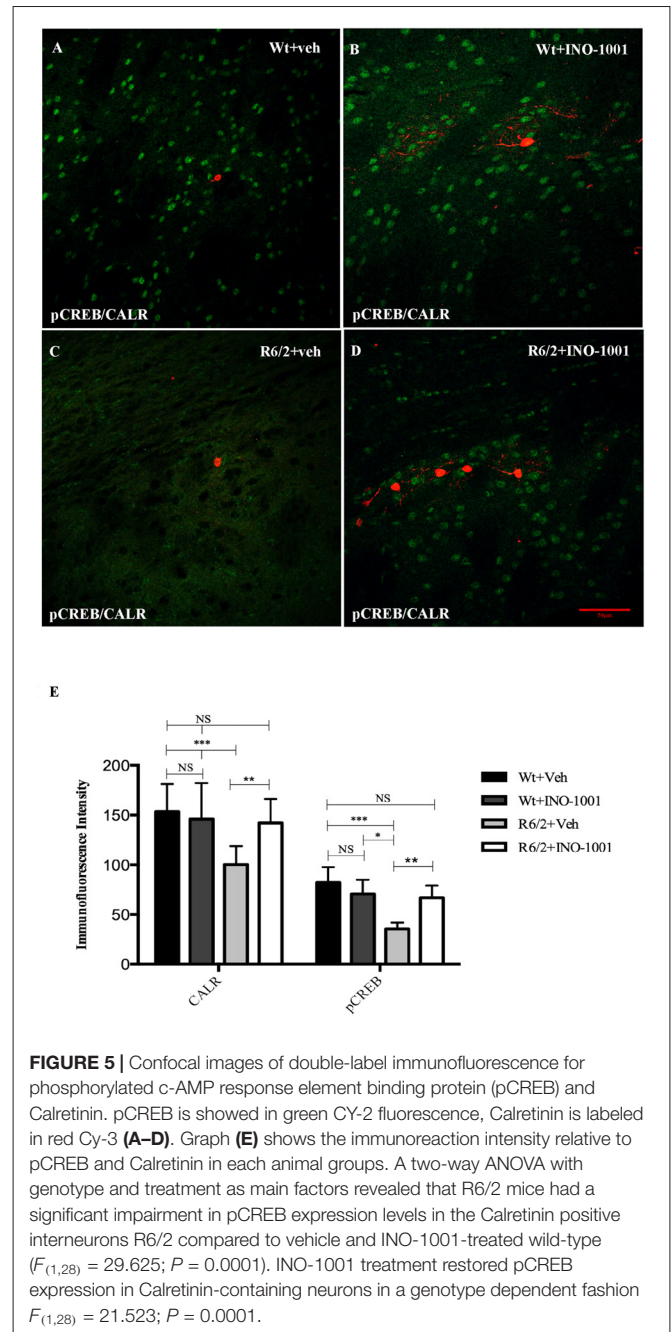 A Wt+veh
B Wt+INO-1001
pCREB/CALR
pCREB/CALR
C R6/2+veh
D R6/2+INO-1001
pCREB/CALR
pCREB/CALR
E
NS
***
NS
**
NS
***
*
NS
**
200
150
100
50
0
Immunofluorescence Intensity
CALR
pCREB
Wt+Veh
Wt+INO-1001
R6/2+Veh
R6/2+INO-1001
FIGURE 5 | Confocal images of double-label immunofluorescence for
phosphorylated c-AMP response element binding protein (pCREB) and
Calretinin. pCREB is showed in green CY-2 fluorescence, Calretinin is labeled
in red Cy-3 (A–D). Graph (E) shows the immunoreaction intensity relative to
pCREB and Calretinin in each animal groups. A two-way ANOVA with
genotype and treatment as main factors revealed that R6/2 mice had a
significant impairment in pCREB expression levels in the Calretinin positive
interneurons R6/2 compared to vehicle and INO-1001-treated wild-type
(F(1,28) = 29.625; P = 0.0001). INO-1001 treatment restored pCREB
expression in Calretinin-containing neurons in a genotype dependent fashion
F(1,28) = 21.523; P = 0.0001.